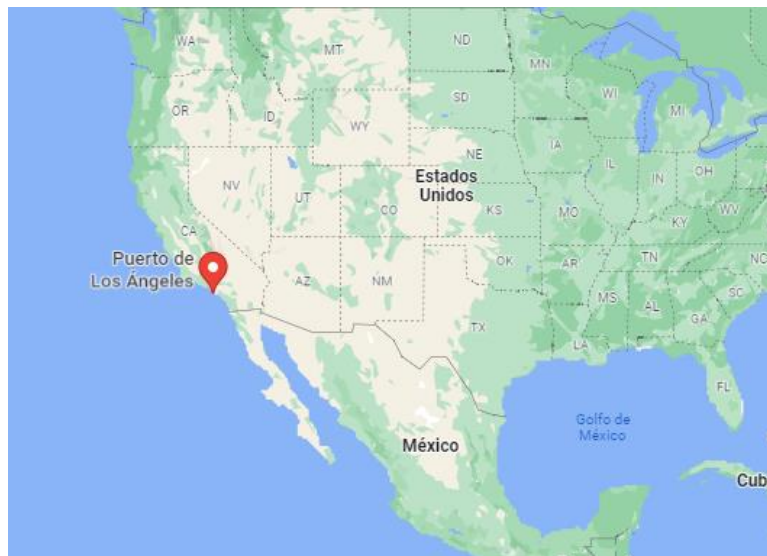 WA
MT
ND
MN
OR
ID
SD
WI
MI
WY
NE
IA
Estados
Unidos
NV
UT
CO
KS
IL
IN
OH
MO
WV
KY
CA
Puerto de
Los Ángeles
AZ
NM
OK
AR
TN
NC
SC
MS
AL
GA
TX
LA
FL
Golfo de
México
México
Cub